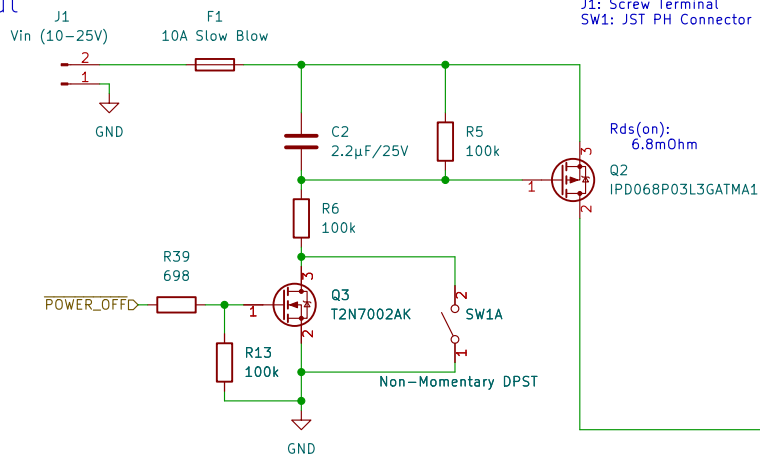 ut
J1: Screw Terminal
SW1: JST PH Connector
J1
Vin (10-25V)
F1
10A Slow Blow
2
1
GND
C2
2.2µF/25V
R5
100k
Rds(on):
6.8mOhm
3
Q2
IPD068P03L3GATMA1
1
2
R6
100k
R39
698
3
Q3
T2N7002AK
POWER_OFF
1
2
2
SW1A
1
R13
100k
Non-Momentary DPST
GND